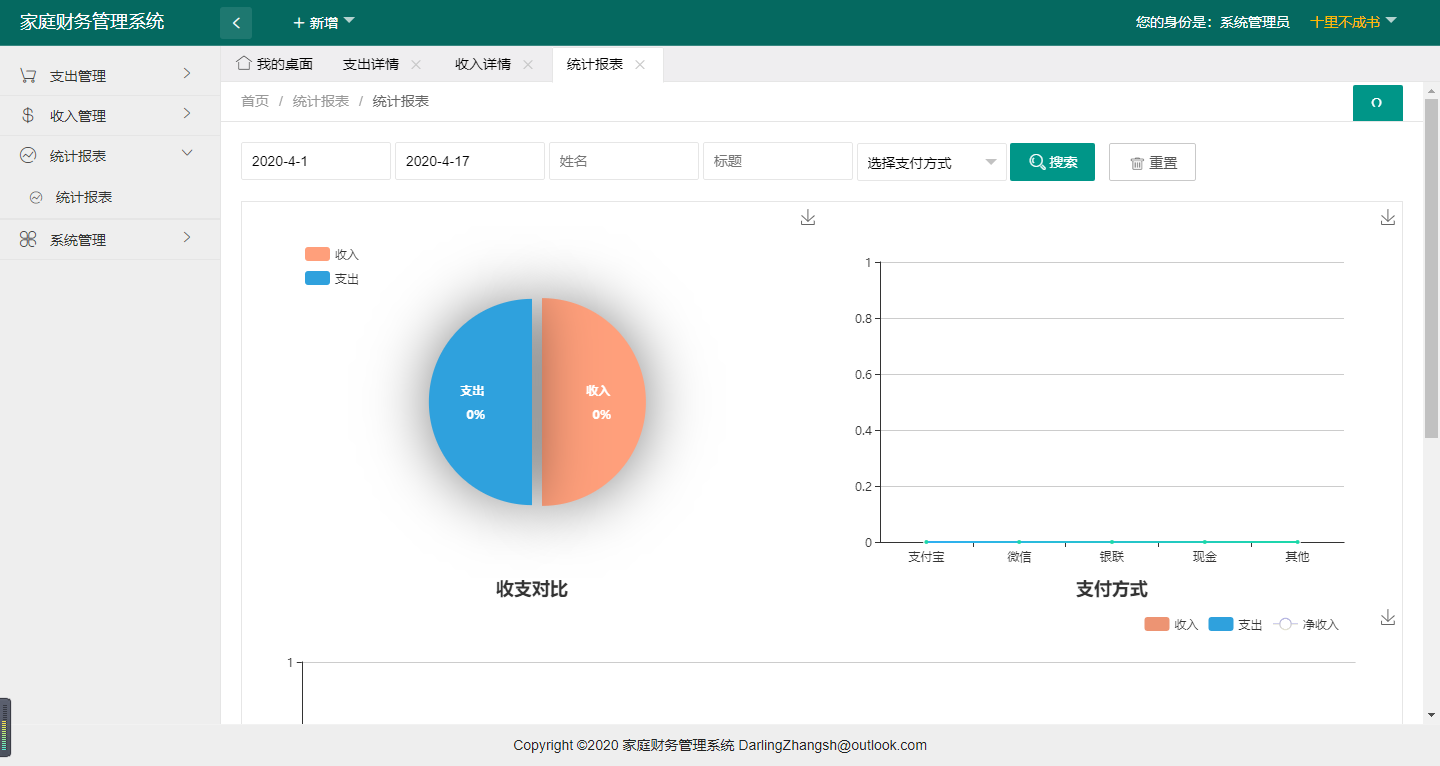 家庭财务管理系统
+ 新增
您的身份是：系统管理员 十里不成书
支出管理
收入管理
统计报表
统计报表
系统管理
我的桌面 支出详情 收入详情 统计报表
首页 / 统计报表 / 统计报表
2020-4-1 2020-4-17 姓名 标题 选择支付方式 搜索 重置
收入
支出
支出
0%
收入
0%
收支对比
1
0.8
0.6
0.4
0.2
0
支付宝 微信 银联 现金 其他
支付方式
收入 支出 净收入
1
Copyright ©2020 家庭财务管理系统 DarlingZhangsh@outlook.com